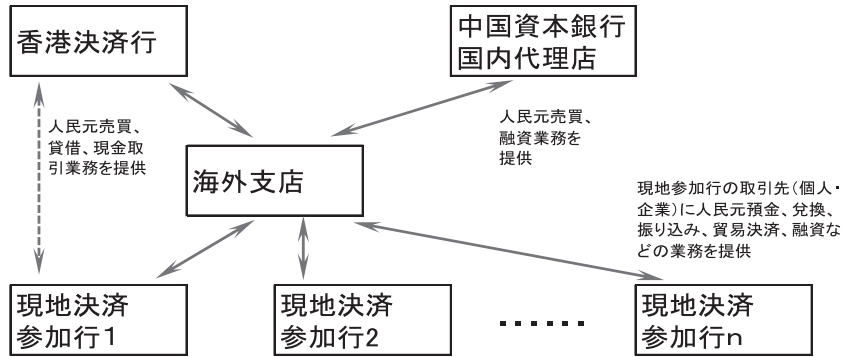 香港決済行
中国資本銀行
国内代理店
人民元売買、
貸借、現金取
引業務を提供
人民元売買、
融資業務を
提供
海外支店
現地参加行の取引先（個人・
企業）に人民元預金、兌換、
振り込み、貿易決済、融資な
どの業務を提供
現地決済
参加行1
現地決済
参加行2
……
現地決済
参加行n